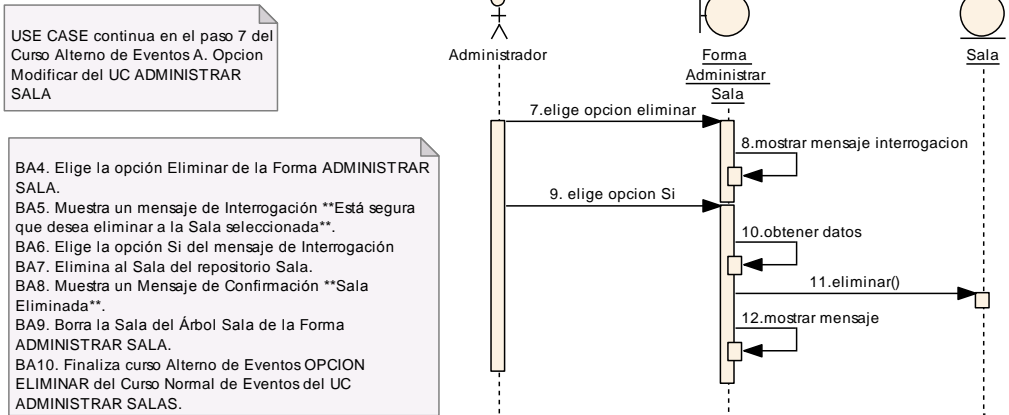 USE CASE continua en el paso 7 del
Curso Alterno de Eventos A. Opcion
Modificar del UC ADMINISTRAR
SALA
BA4. Elige la opción Eliminar de la Forma ADMINISTRAR
SALA.
BA5. Muestra un mensaje de Interrogación **Está segura
que desea eliminar a la Sala seleccionada**.
BA6. Elige la opción Si del mensaje de Interrogación
BA7. Elimina al Sala del repositorio Sala.
BA8. Muestra un Mensaje de Confirmación **Sala
Eliminada**.
BA9. Borra la Sala del Árbol Sala de la Forma
ADMINISTRAR SALA.
BA10. Finaliza curso Alterno de Eventos OPCION
ELIMINAR del Curso Normal de Eventos del UC
ADMINISTRAR SALAS.
Administrador
Forma
Administrar
Sala
Sala
7.elige opcion eliminar
8.mostrar mensaje interrogacion
9. elige opcion Si
10.obtener datos
11.eliminar()
12.mostrar mensaje